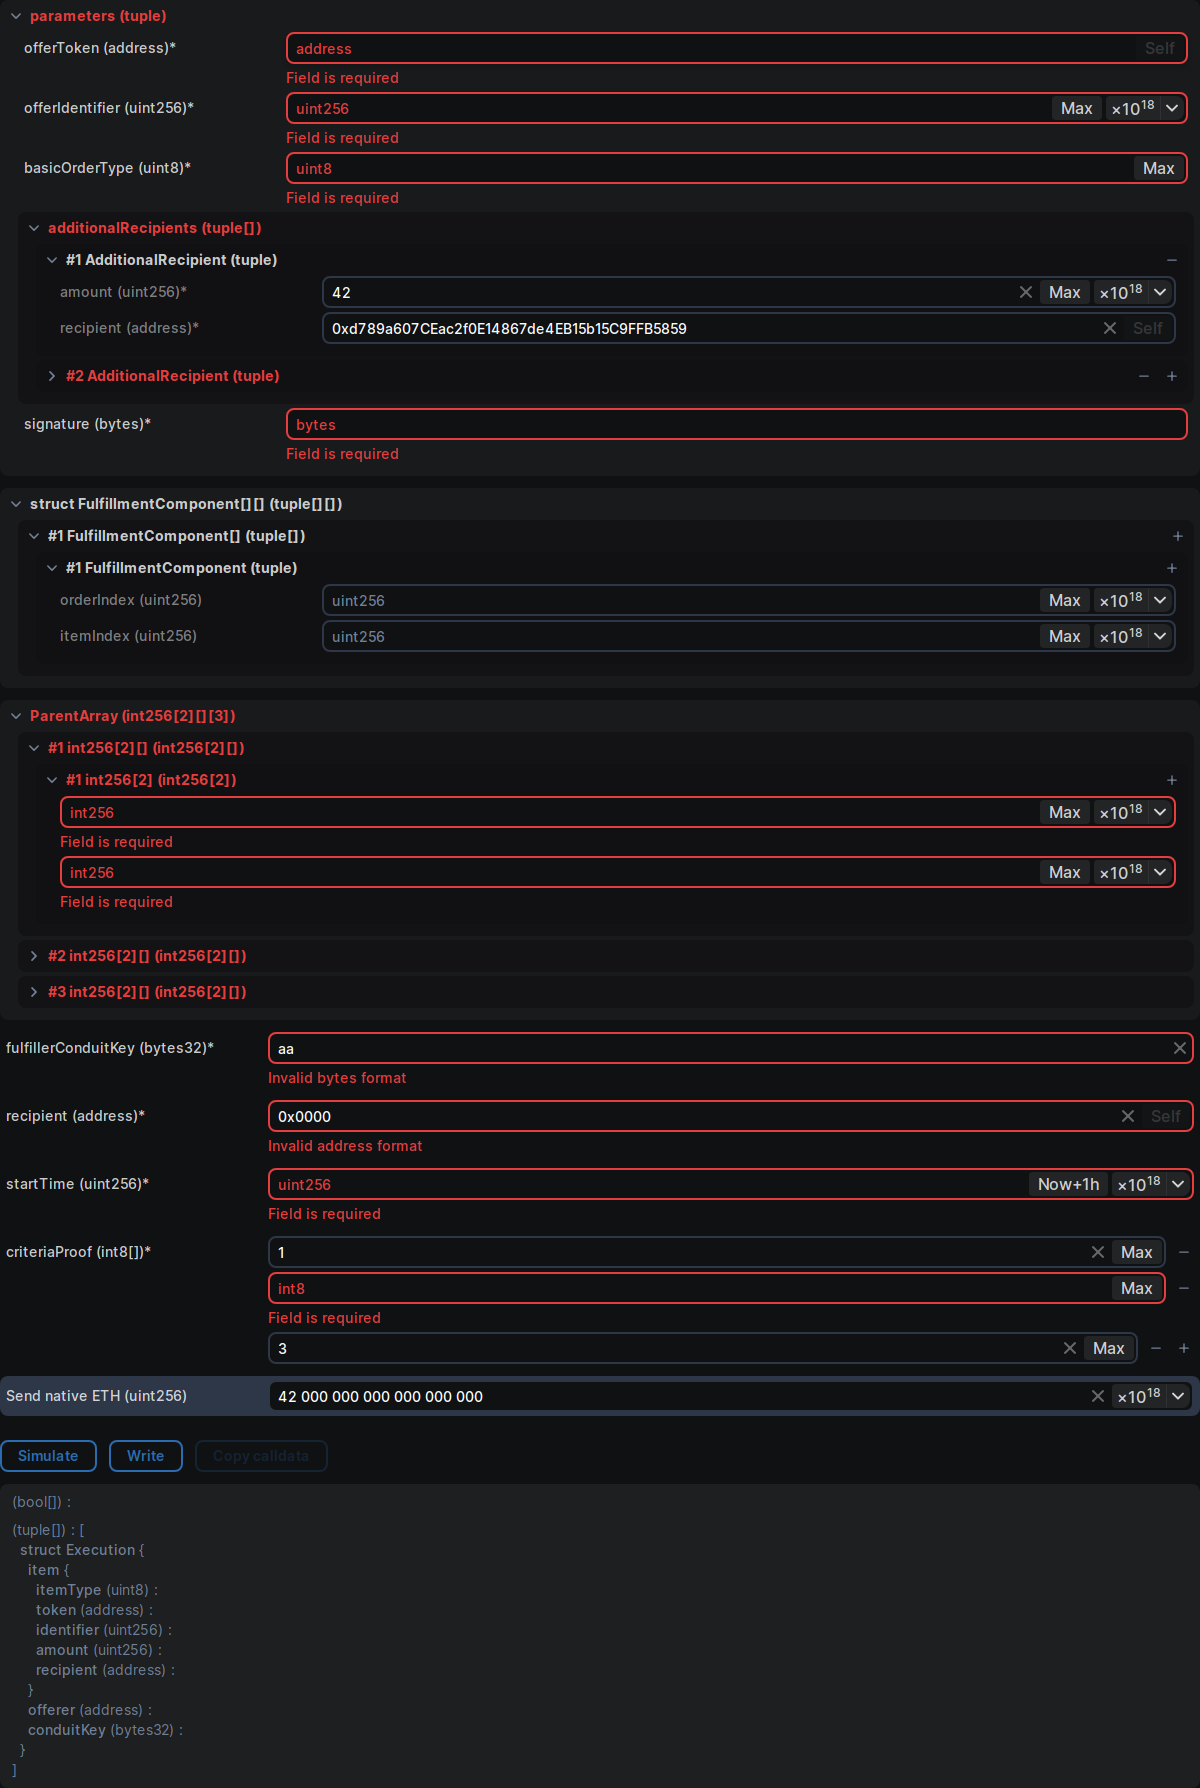 parameters (tuple)
offerToken (address)*
address Self
Field is required
offerIdentifier (uint256)*
uint256 Max ×10^18
Field is required
basicOrderType (uint8)*
uint8 Max
Field is required
additionalRecipients (tuple[])
#1 AdditionalRecipient (tuple) −
amount (uint256)*
42 Max ×10^18
recipient (address)*
0xd789a607CEac2f0E14867de4EB15b15C9FFB5859 Self
#2 AdditionalRecipient (tuple) − +
signature (bytes)*
bytes
Field is required
struct FulfillmentComponent[][] (tuple[][])
#1 FulfillmentComponent[] (tuple[]) +
#1 FulfillmentComponent (tuple) +
orderIndex (uint256)
uint256 Max ×10^18
itemIndex (uint256)
uint256 Max ×10^18
ParentArray (int256[2][][3])
#1 int256[2][] (int256[2][])
#1 int256[2] (int256[2]) +
int256 Max ×10^18
Field is required
int256 Max ×10^18
Field is required
#2 int256[2][] (int256[2][])
#3 int256[2][] (int256[2][])
fulfillerConduitKey (bytes32)*
aa
Invalid bytes format
recipient (address)*
0x0000 Self
Invalid address format
startTime (uint256)*
uint256 Now+1h ×10^18
Field is required
criteriaProof (int8[])*
1 Max −
int8 Max −
Field is required
3 Max − +
Send native ETH (uint256)
42 000 000 000 000 000 000 ×10^18
Simulate Write Copy calldata
(bool[]) :
(tuple[]) : [
struct Execution {
item {
itemType (uint8) :
token (address) :
identifier (uint256) :
amount (uint256) :
recipient (address) :
}
offerer (address) :
conduitKey (bytes32) :
}
]